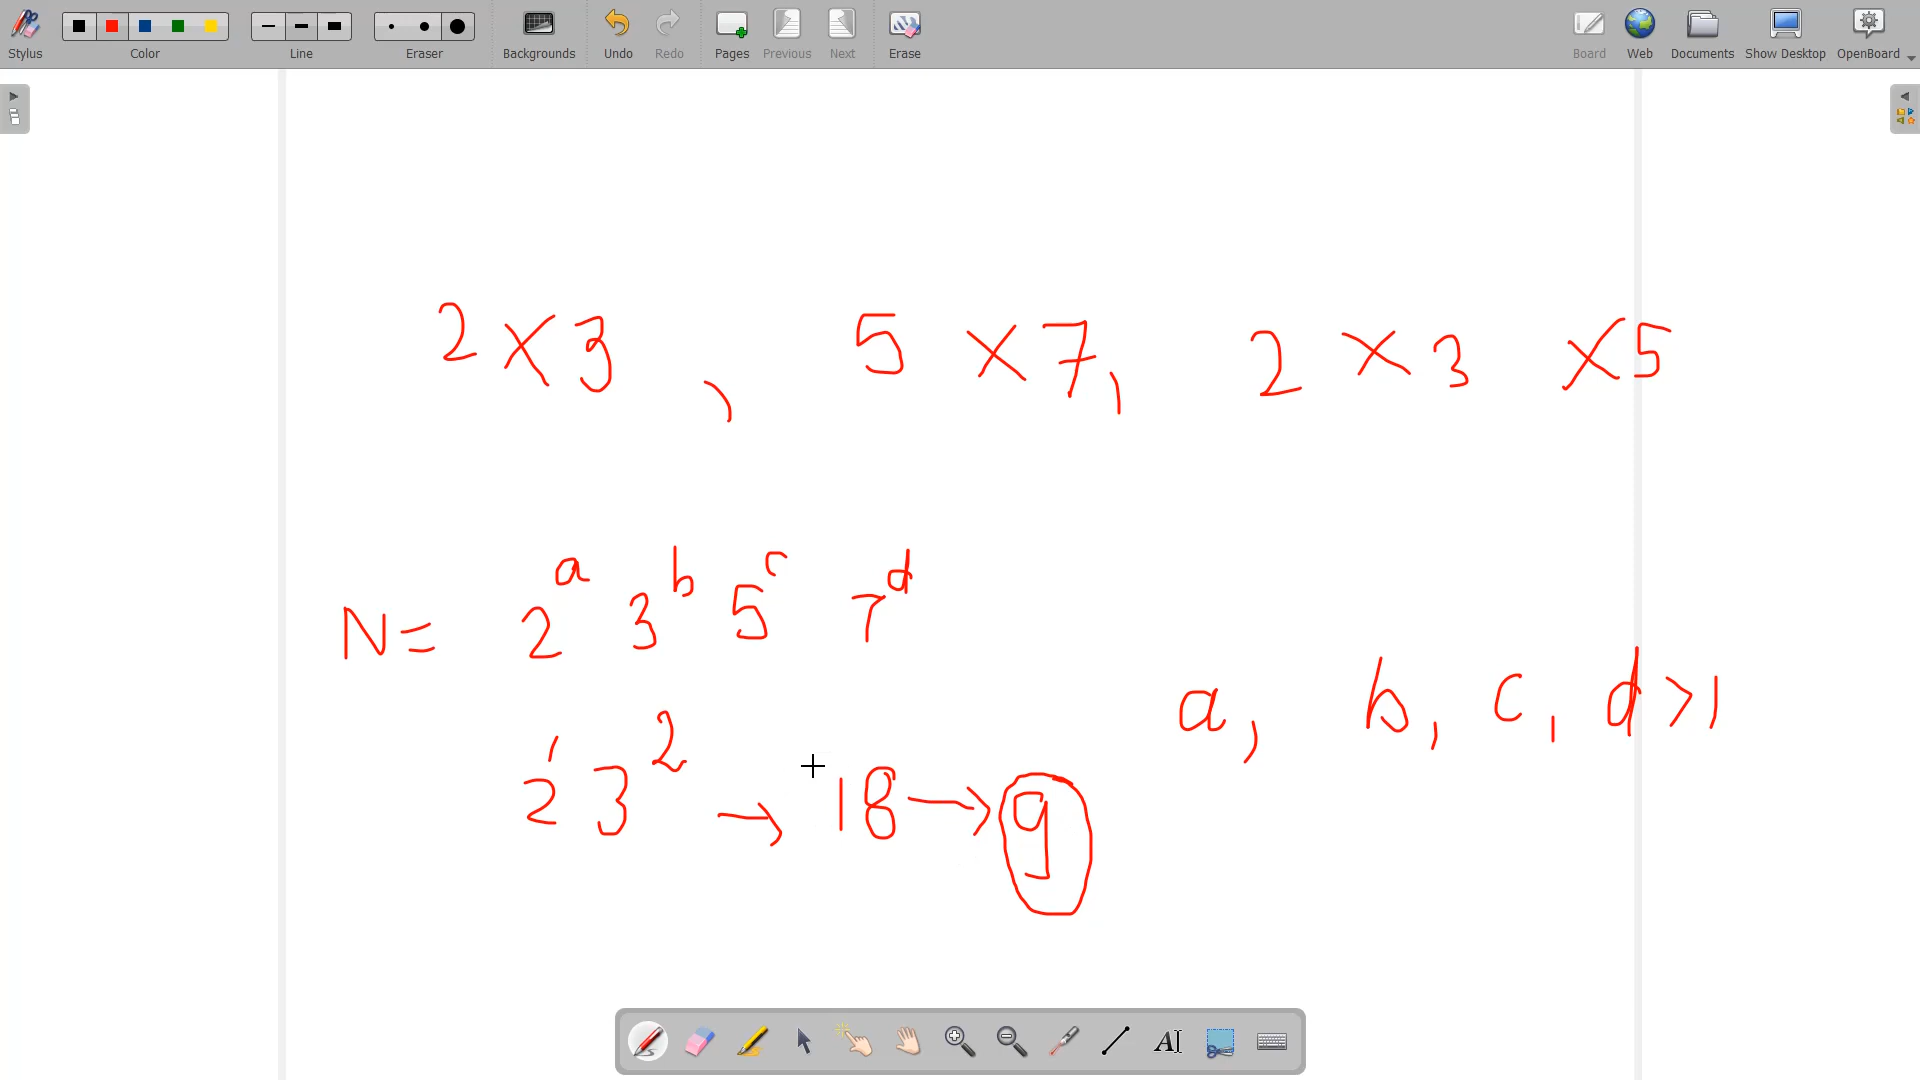 Stylus Color Line Eraser Backgrounds Undo Redo Pages Previous Next Erase Board Web Documents Show Desktop OpenBoard
2 × 3 , 5 × 7, 2 × 3 × 5
N = 2^a 3^b 5^c 7^d
a, b, c, d > 1
2^1 3^2 → 18 → 9
AI